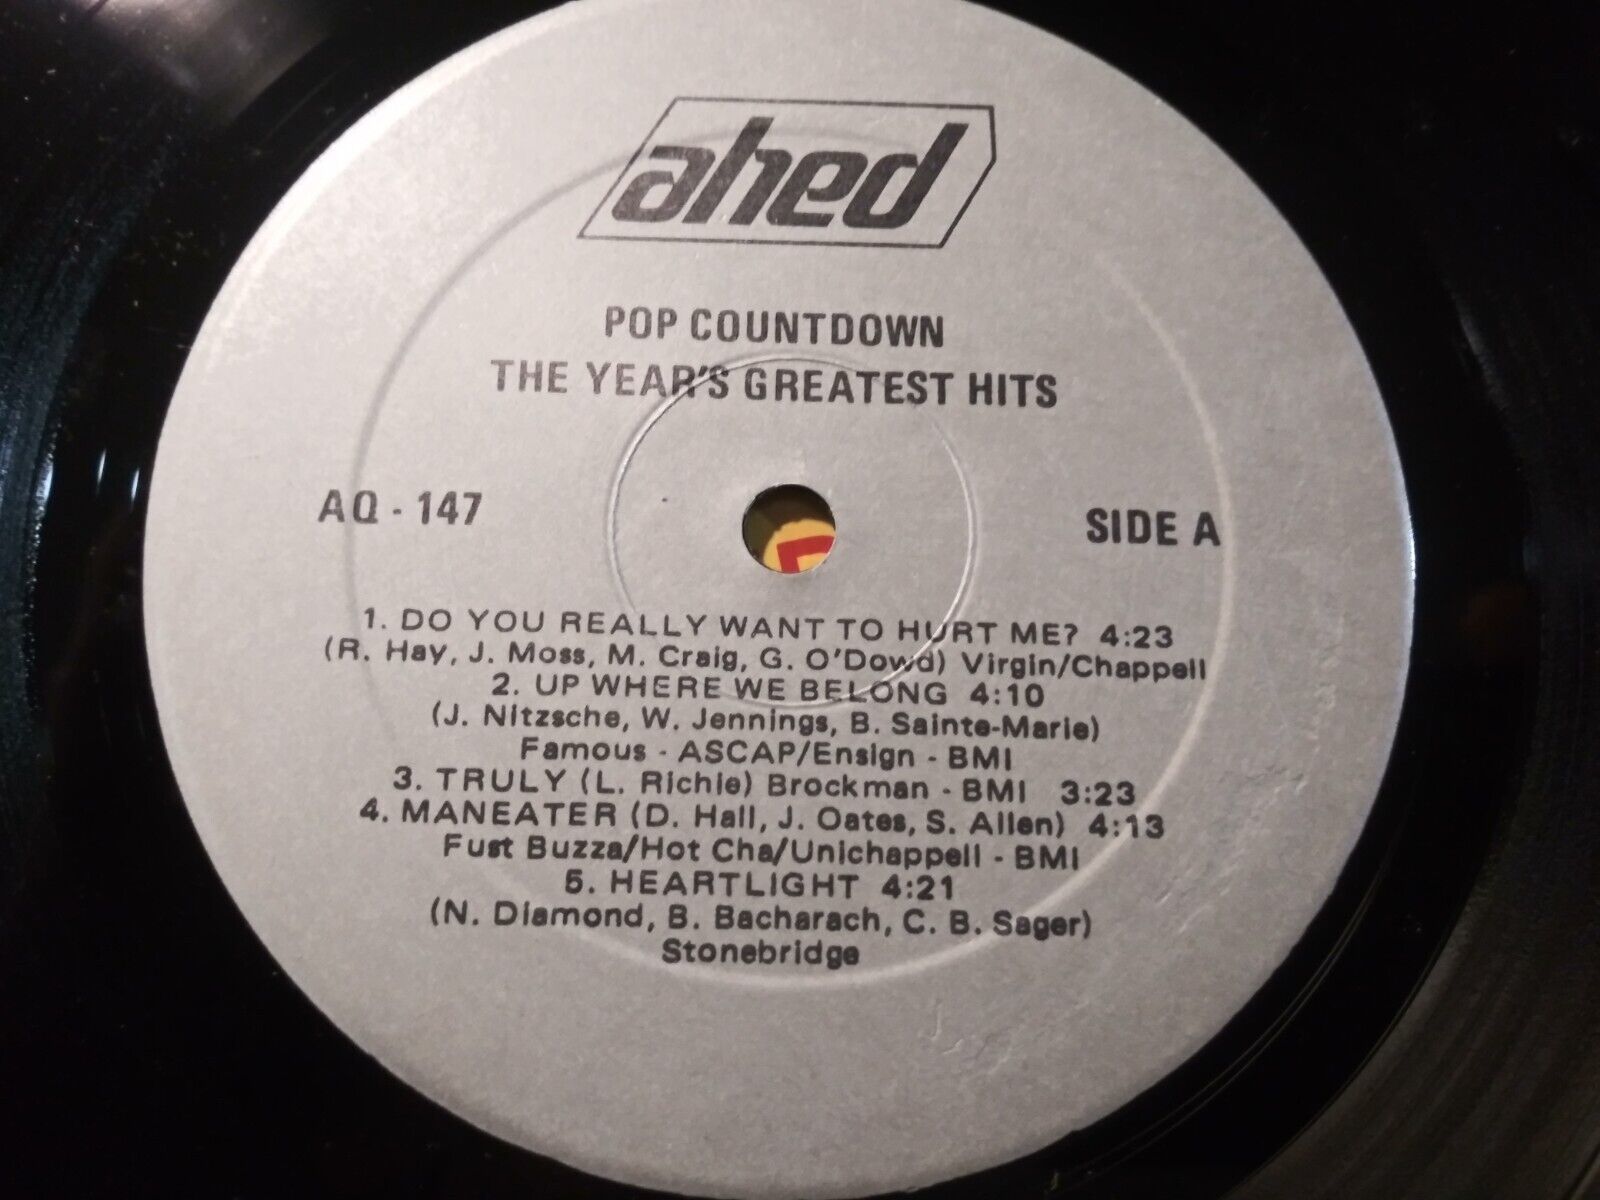 ahed
POP COUNTDOWN
THE YEAR'S GREATEST HITS
AQ - 147
SIDE A
1. DO YOU REALLY WANT TO HURT ME? 4:23
(R. Hay, J. Moss, M. Craig, G. O'Dowd) Virgin/Chappell
2. UP WHERE WE BELONG 4:10
(J. Nitzsche, W. Jennings, B. Sainte-Marie)
Famous - ASCAP/Ensign - BMI
3. TRULY (L. Richie) Brockman - BMI 3:23
4. MANEATER (D. Hall, J. Oates, S. Allen) 4:13
Fust Buzza/Hot Cha/Unichappell - BMI
5. HEARTLIGHT 4:21
(N. Diamond, B. Bacharach, C. B. Sager)
Stonebridge